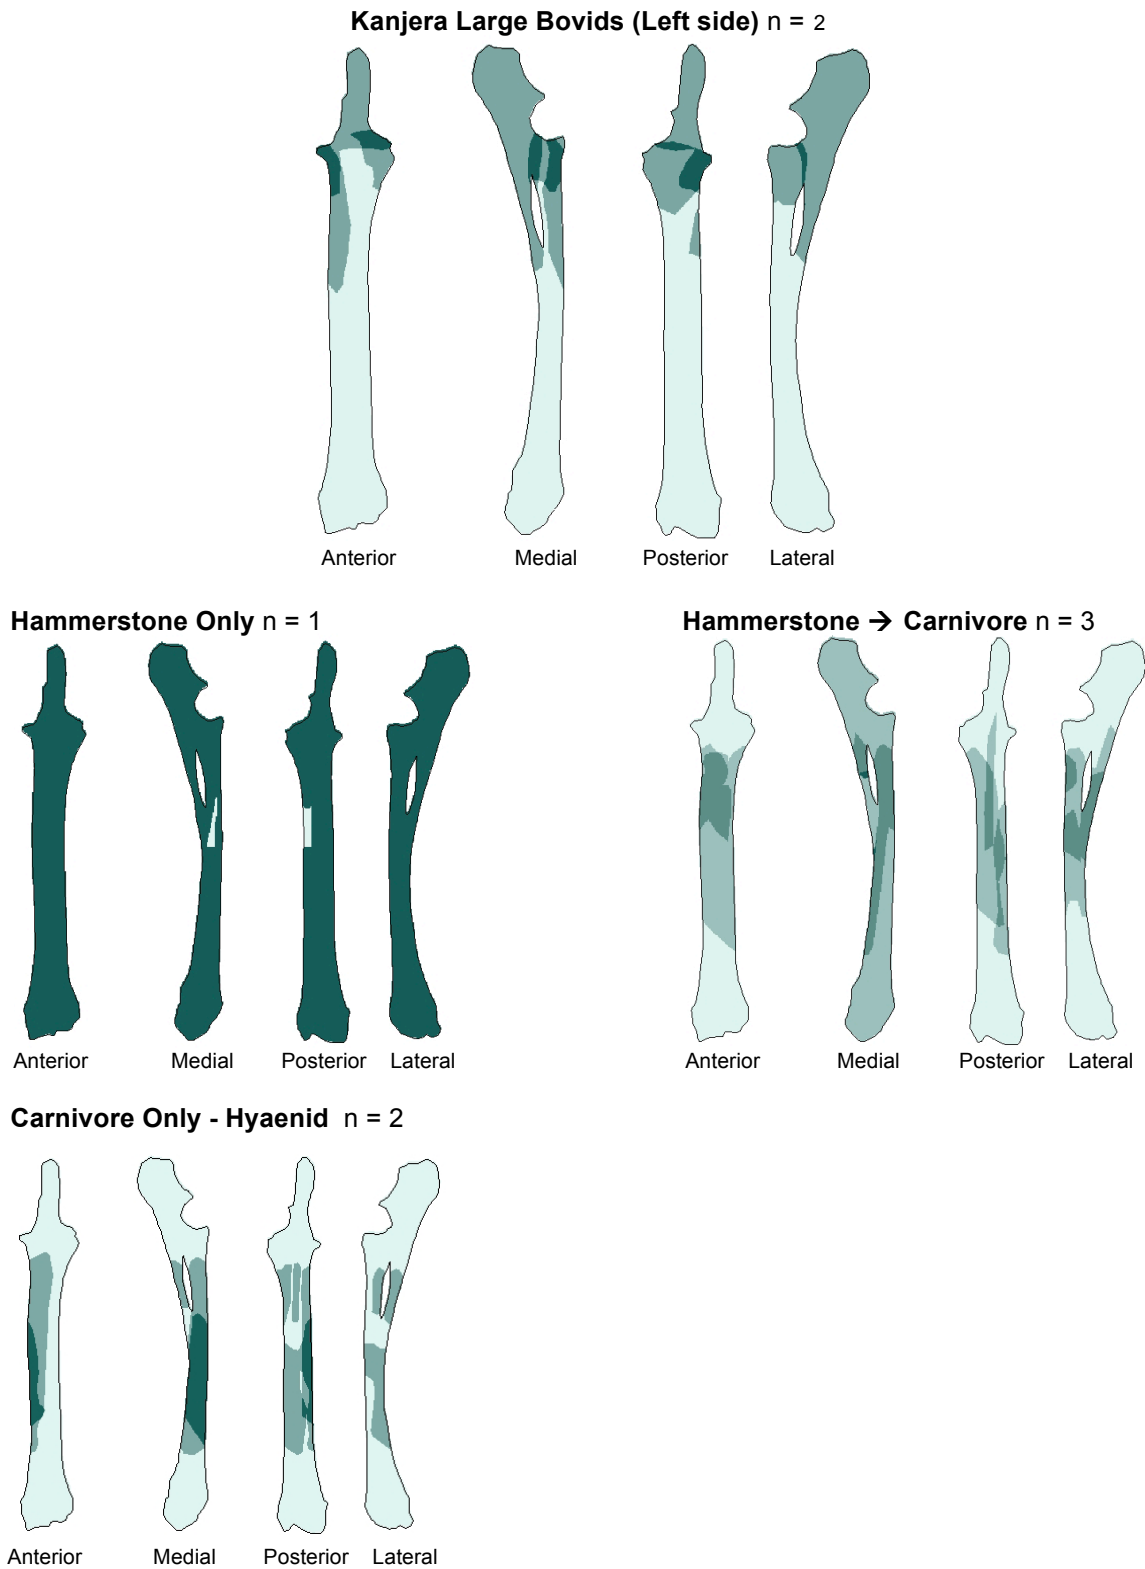 Kanjera Large Bovids (Left side) n = 2
Anterior Medial Posterior Lateral
Hammerstone Only n = 1
Hammerstone → Carnivore n = 3
Anterior Medial Posterior Lateral
Anterior Medial Posterior Lateral
Carnivore Only - Hyaenid n = 2
Anterior Medial Posterior Lateral